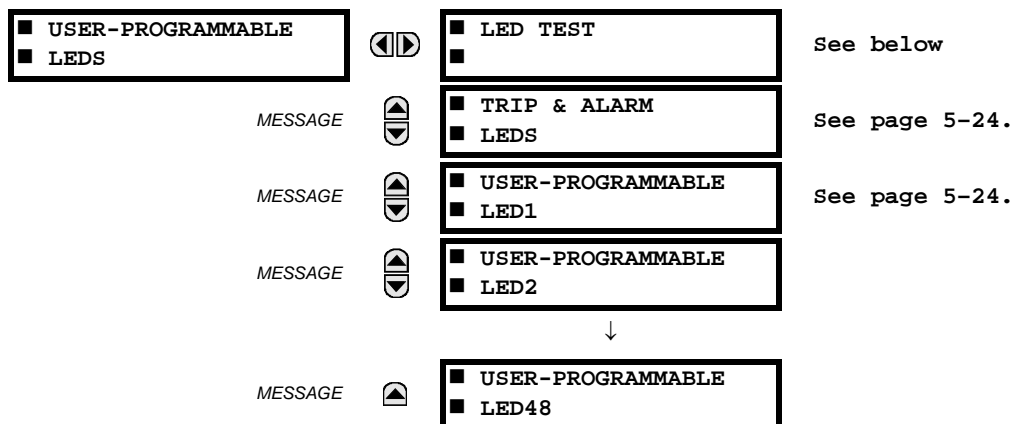 ■ USER-PROGRAMMABLE
■ LEDS
■ LED TEST
■
See below
MESSAGE
■ TRIP & ALARM
■ LEDS
See page 5–24.
MESSAGE
■ USER-PROGRAMMABLE
■ LED1
See page 5–24.
MESSAGE
■ USER-PROGRAMMABLE
■ LED2
↓
MESSAGE
■ USER-PROGRAMMABLE
■ LED48